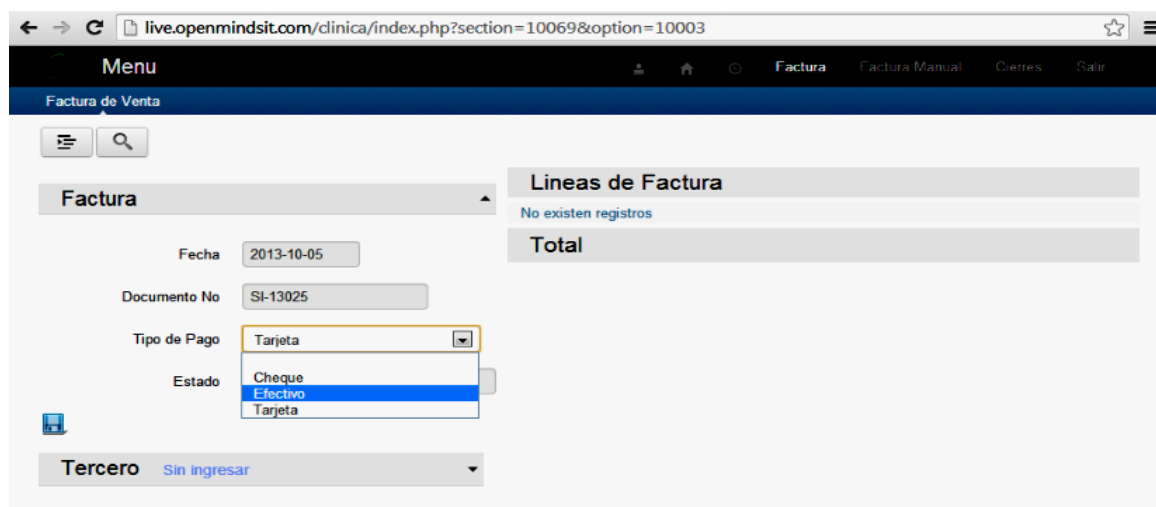 live.openmindsit.com/clinica/index.php?section=10069&option=10003
Menu Factura Factura Manual Cierres Salir
Factura de Venta
Factura
Fecha 2013-10-05
Documento No SI-13025
Tipo de Pago Tarjeta
Cheque
Estado
Efectivo
Tarjeta
Tercero Sin ingresar
Lineas de Factura
No existen registros
Total